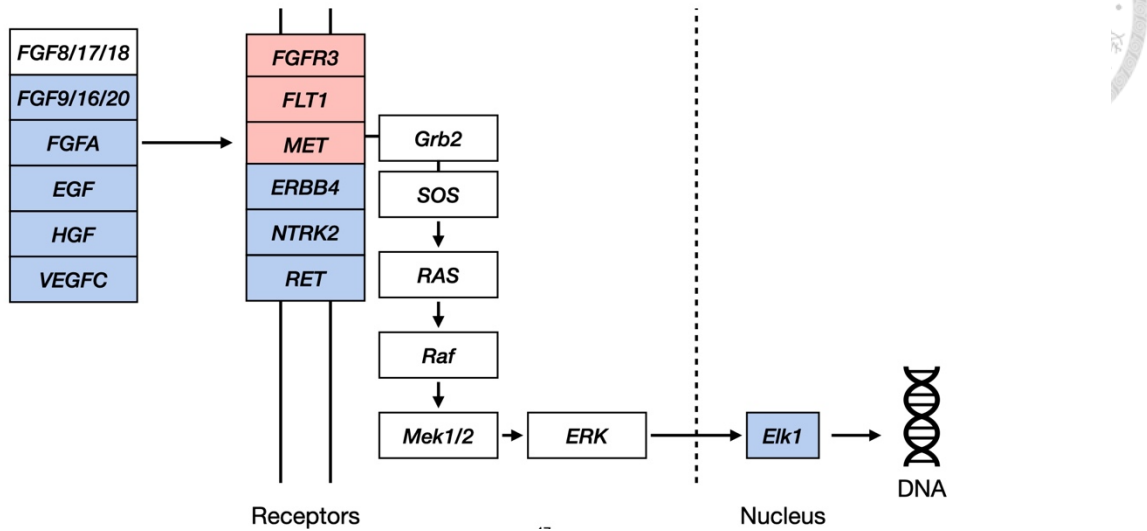 FGF8/17/18
FGF9/16/20
FGFA
EGF
HGF
VEGFC
FGFR3
FLT1
MET
ERBB4
NTRK2
RET
Grb2
SOS
RAS
Raf
Mek1/2
ERK
Elk1
DNA
Receptors
Nucleus